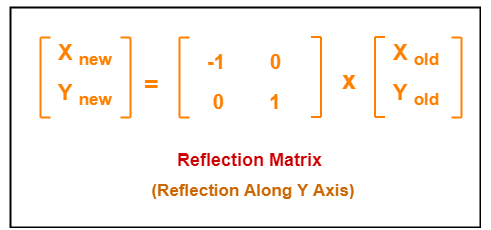 X new -1 0 X old
= x
Y new 0 1 Y old
Reflection Matrix
(Reflection Along Y Axis)